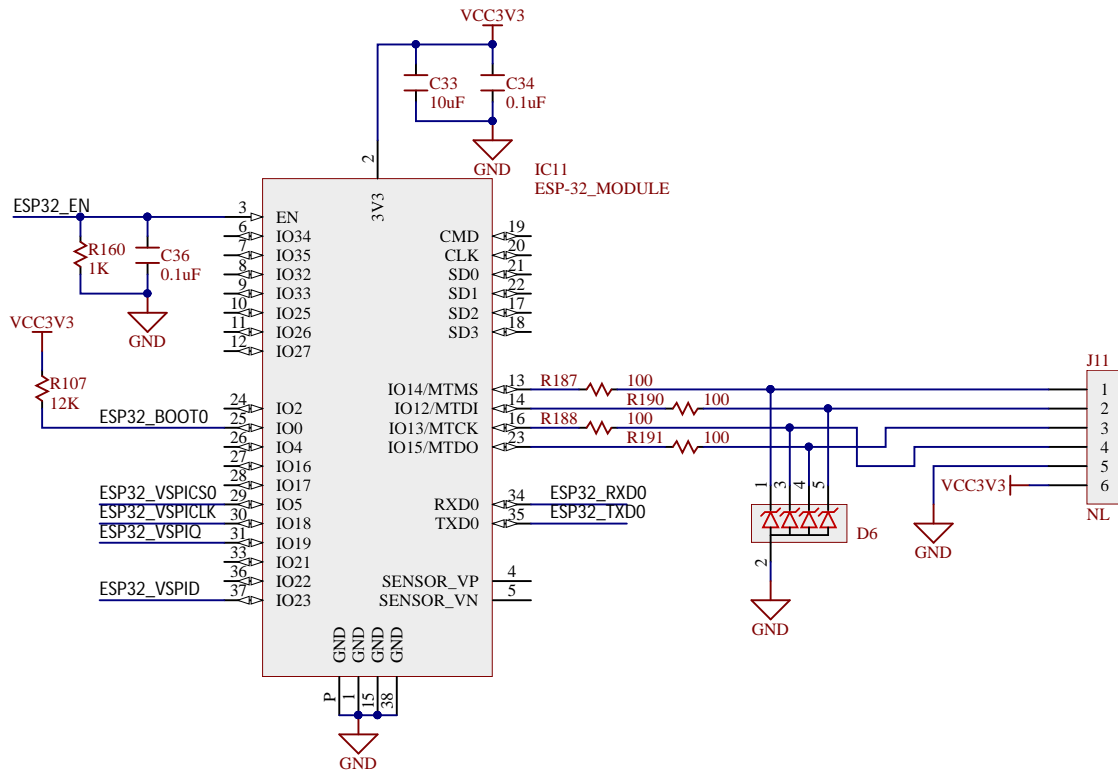 VCC3V3
C33
10uF
C34
0.1uF
GND
IC11
ESP-32_MODULE
2
3V3
ESP32_EN
3
EN
R160
1K
C36
0.1uF
GND
6
IO34
7
IO35
8
IO32
9
IO33
10
IO25
11
IO26
12
IO27
VCC3V3
R107
12K
24
IO2
ESP32_BOOT0
25
IO0
26
IO4
27
IO16
28
IO17
ESP32_VSPICS0
29
IO5
ESP32_VSPICLK
30
IO18
ESP32_VSPIQ
31
IO19
33
IO21
36
IO22
ESP32_VSPID
37
IO23
CMD
19
CLK
20
SD0
21
SD1
22
SD2
17
SD3
18
IO14/MTMS
13
R187
100
IO12/MTDI
14
R190
100
IO13/MTCK
16
R188
100
IO15/MTDO
23
R191
100
RXD0
34
ESP32_RXD0
TXD0
35
ESP32_TXD0
SENSOR_VP
4
SENSOR_VN
5
GND
GND
GND
GND
P
1
15
38
GND
1
3
4
5
D6
2
GND
J11
1
2
3
4
5
6
NL
VCC3V3
GND